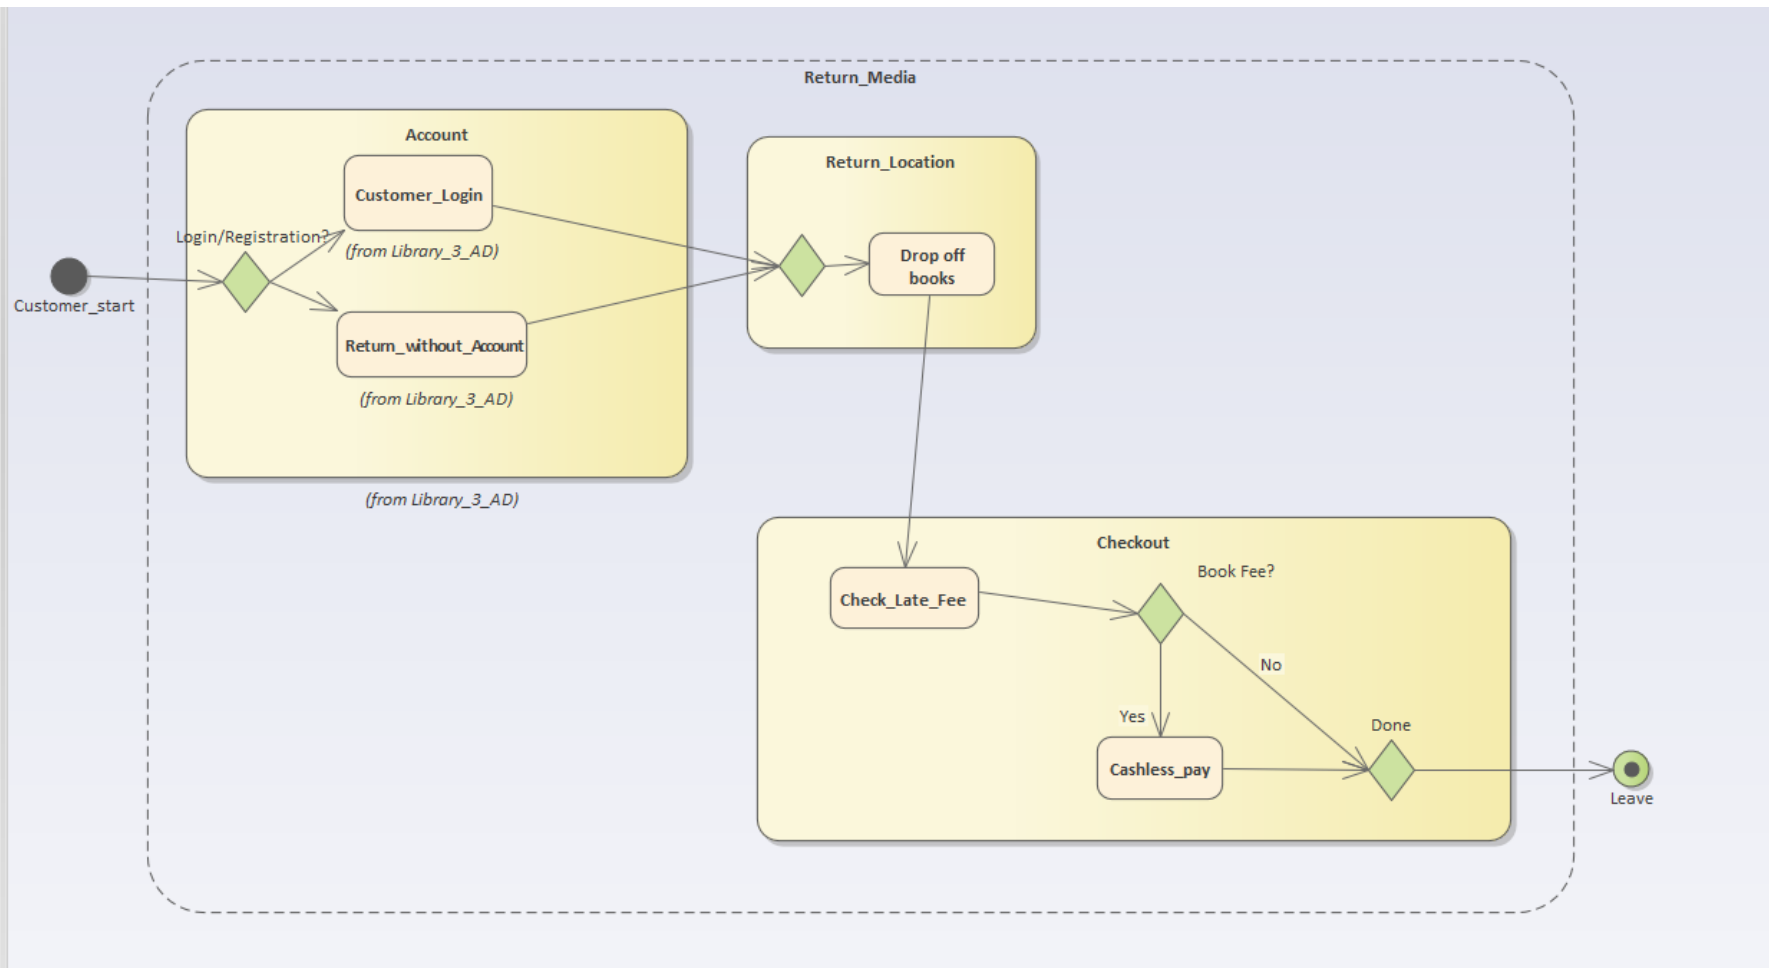 Return_Media
Account
Customer_Login
(from Library_3_AD)
Login/Registration?
Customer_start
Return_without_Account
(from Library_3_AD)
(from Library_3_AD)
Return_Location
Drop off
books
Checkout
Book Fee?
Check_Late_Fee
No
Yes
Done
Cashless_pay
Leave